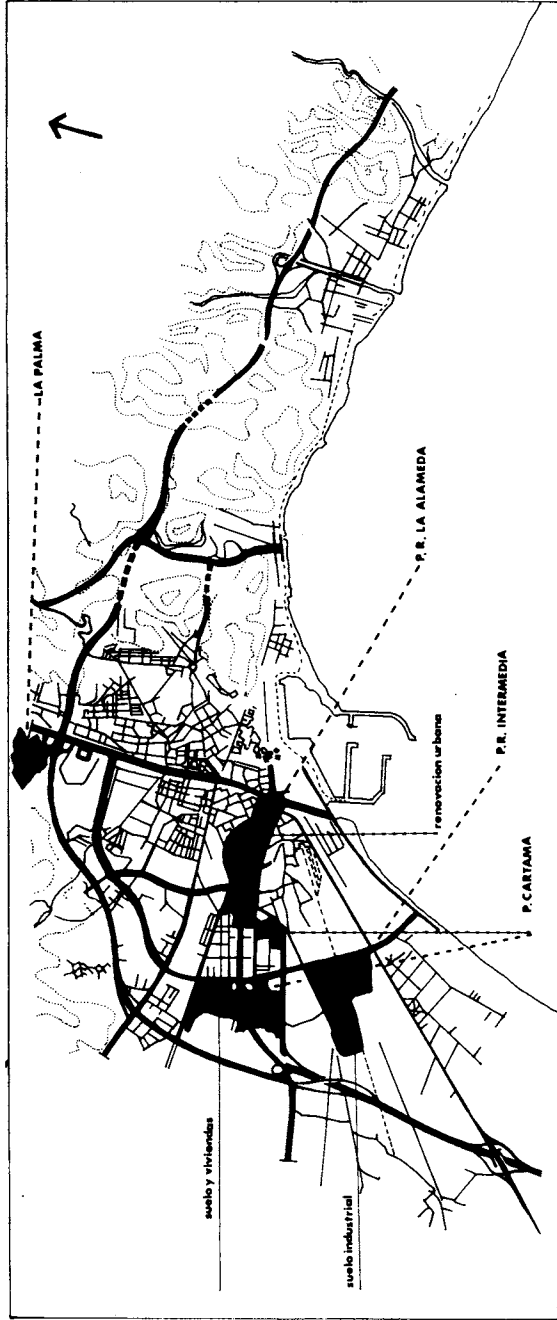 LA PALMA
P.R. LA ALAMEDA
P.R. INTERMEDIA
renovacion urbana
P. CARTAMA
suelo y viviendas
suelo industrial